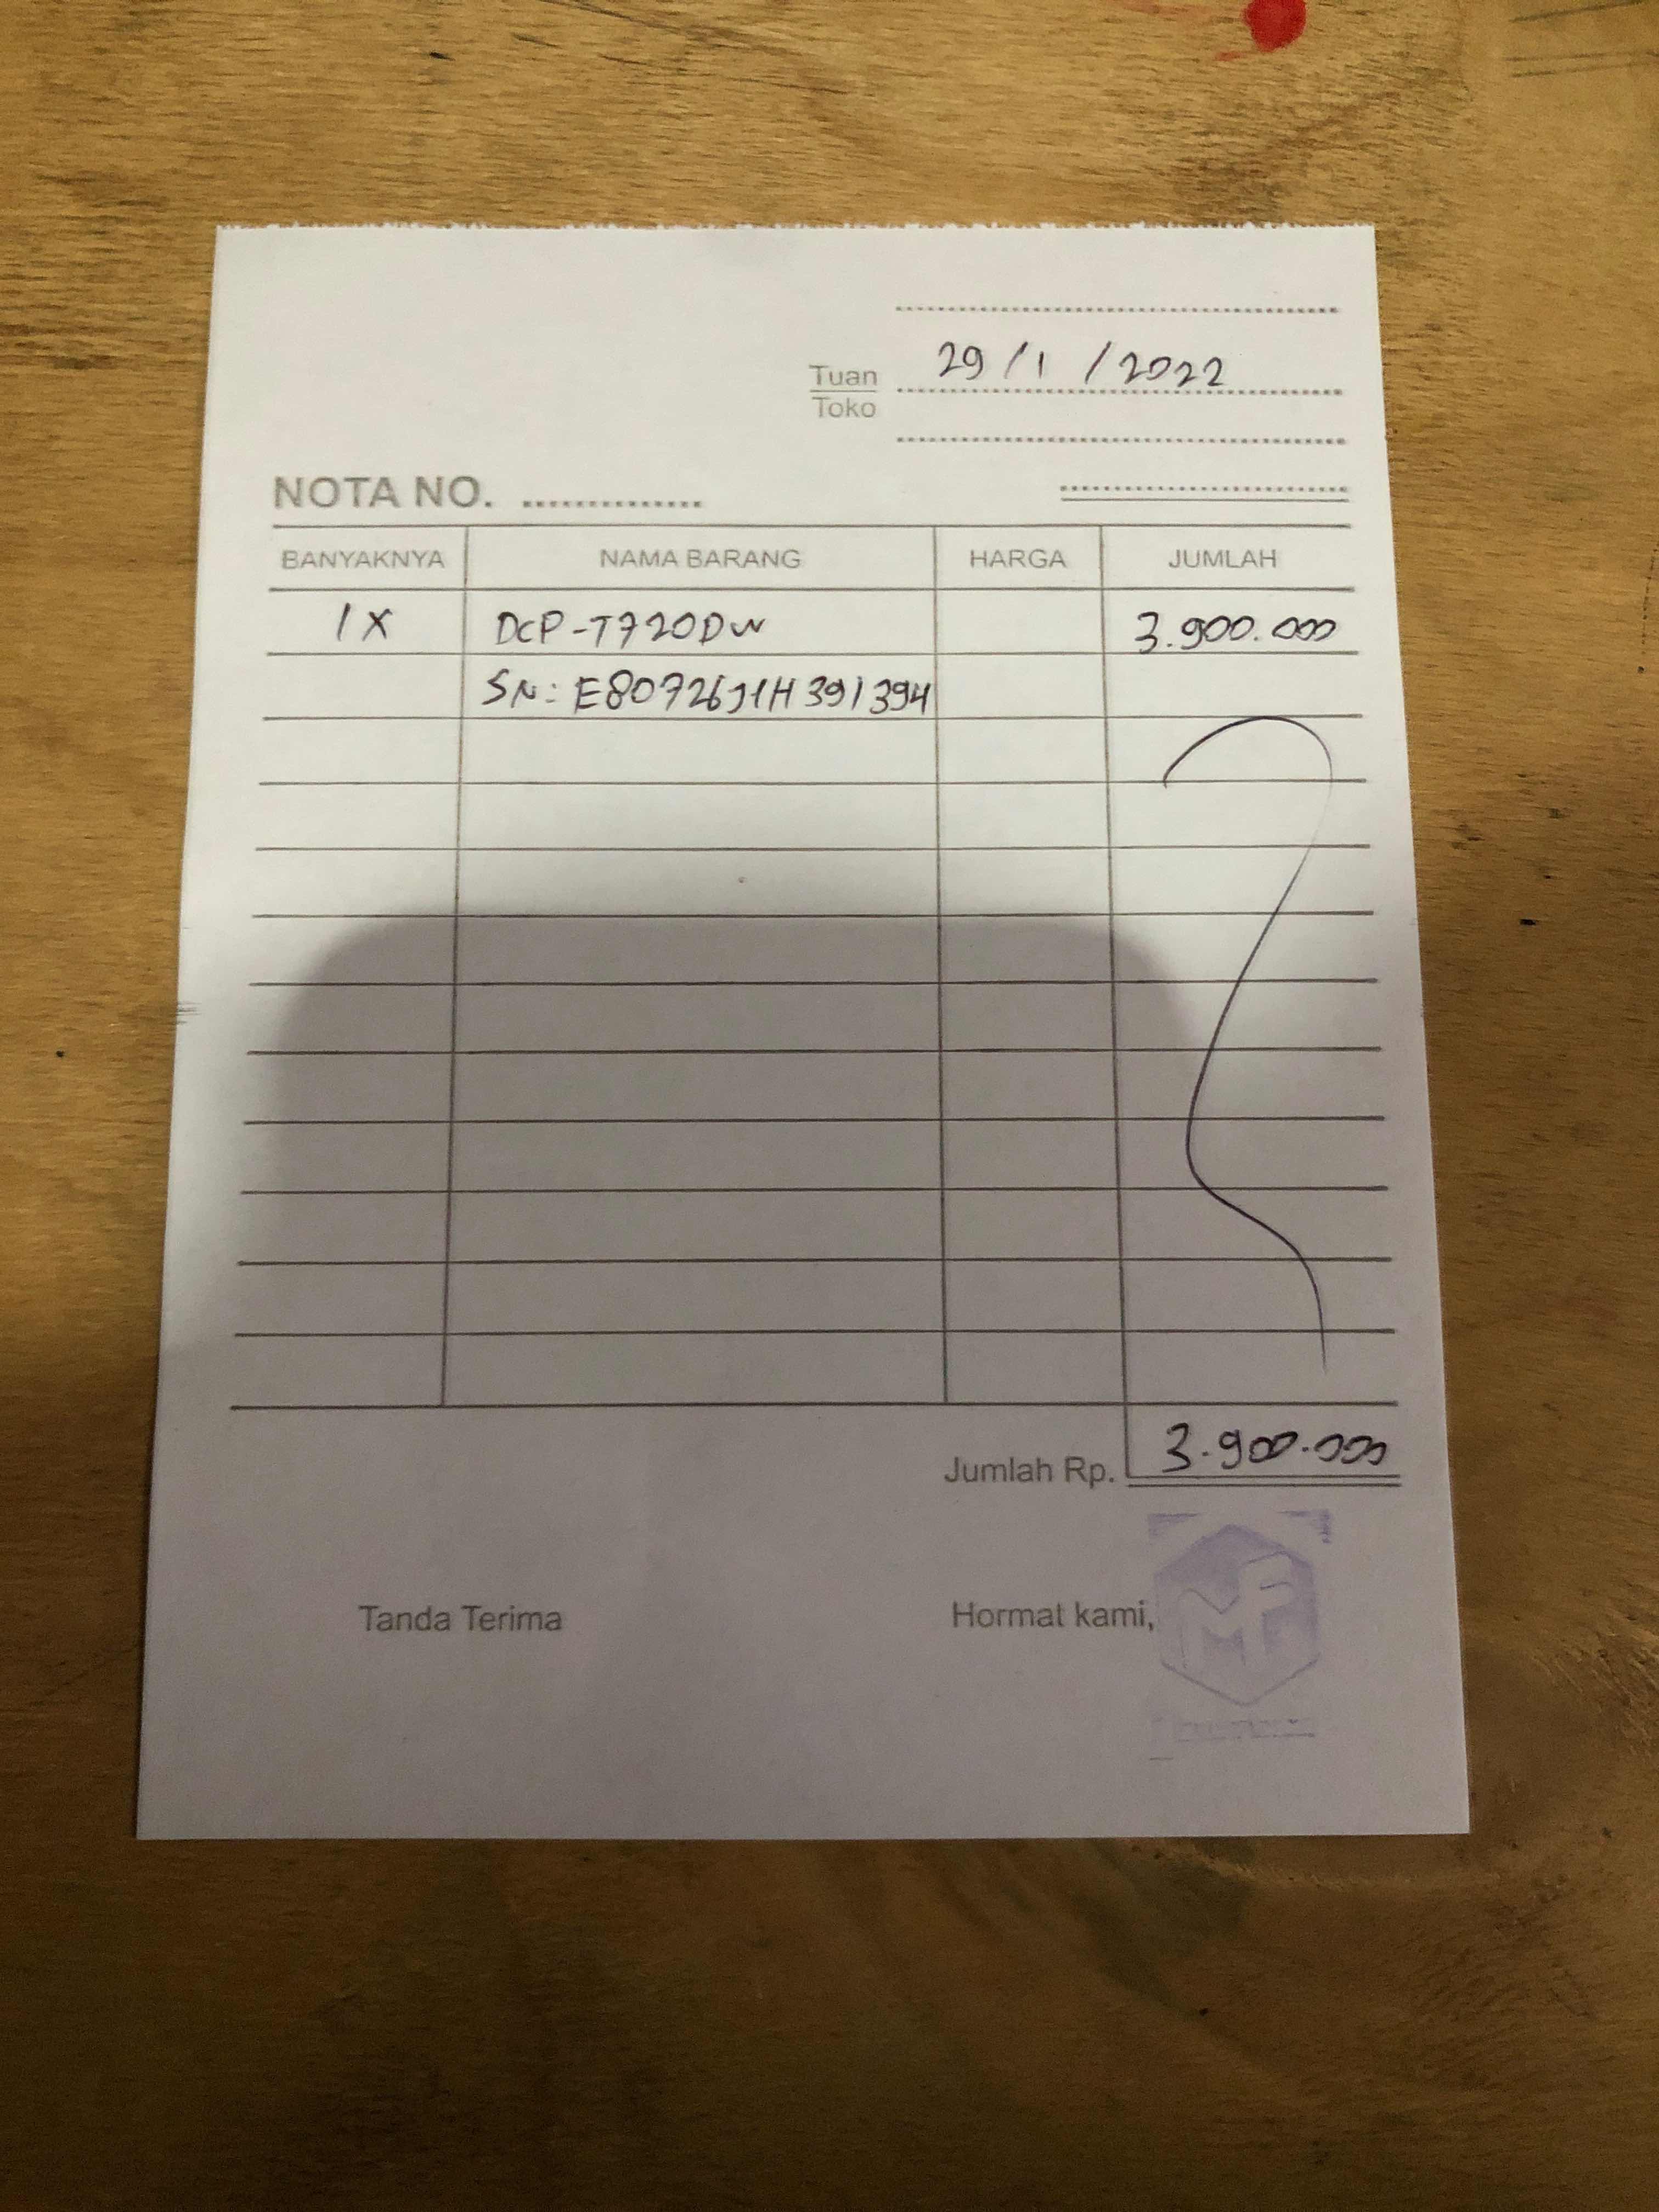 29/1/2022
Tuan
Toko
NOTA NO.
BANYAKNYA NAMA BARANG HARGA JUMLAH
1X DCP-T720DW 3.900.000
SN: E80726J1H391394
Jumlah Rp. 3.900.000
Tanda Terima Hormat kami,
MF